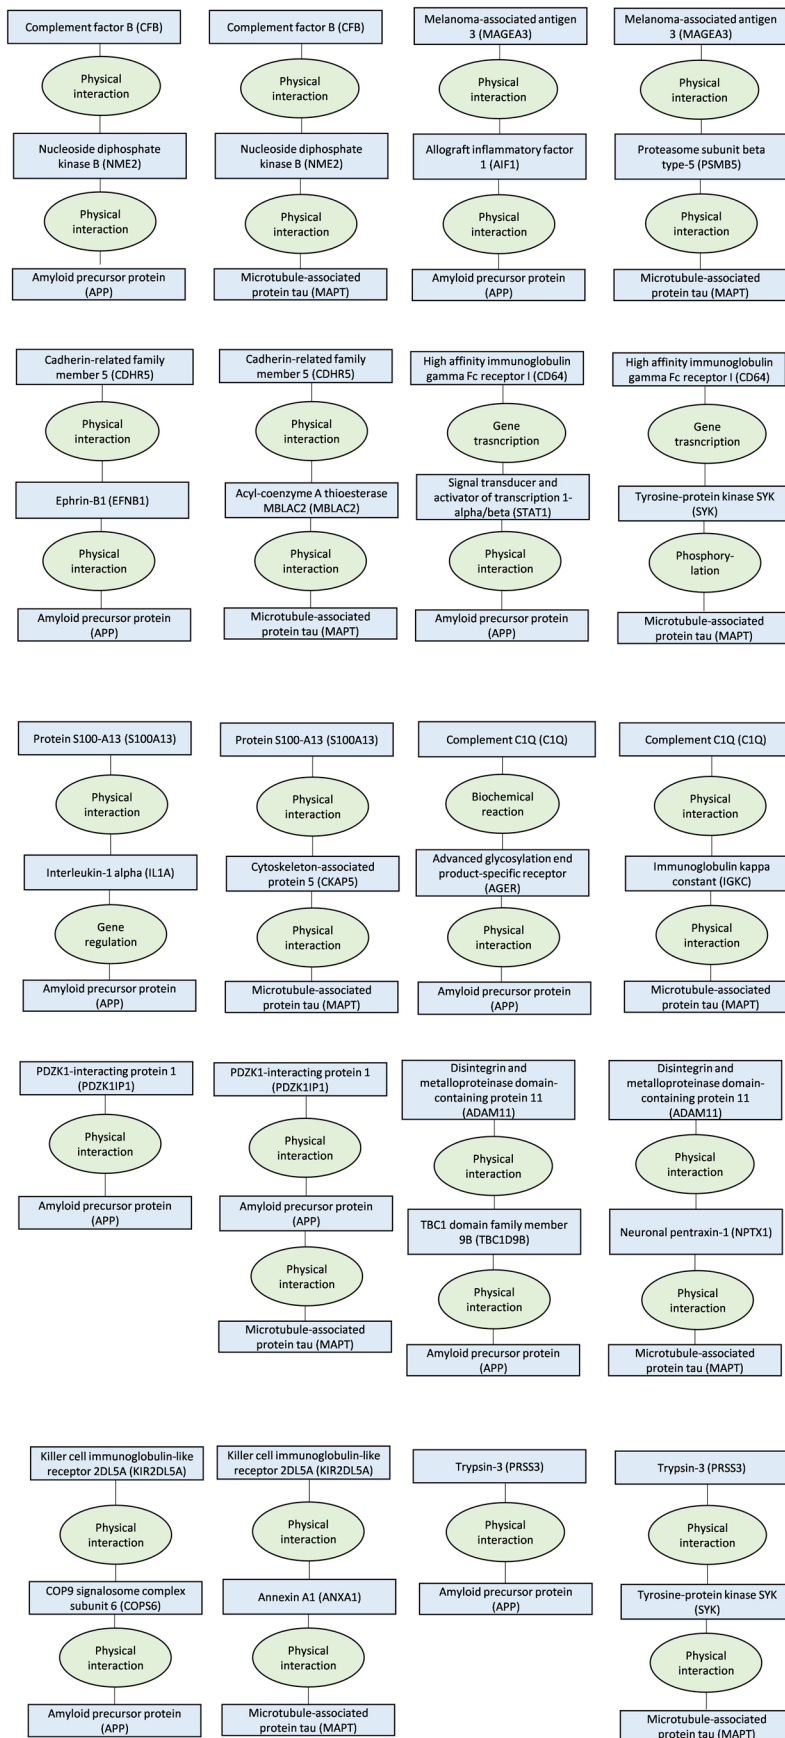 Complement factor B (CFB)
Physical
interaction
Nucleoside diphosphate
kinase B (NME2)
Physical
interaction
Amyloid precursor protein
(APP)
Complement factor B (CFB)
Physical
interaction
Nucleoside diphosphate
kinase B (NME2)
Physical
interaction
Microtubule-associated
protein tau (MAPT)
Melanoma-associated antigen
3 (MAGEA3)
Physical
interaction
Allograft inflammatory factor
1 (AIF1)
Physical
interaction
Amyloid precursor protein
(APP)
Melanoma-associated antigen
3 (MAGEA3)
Physical
interaction
Proteasome subunit beta
type-5 (PSMB5)
Physical
interaction
Microtubule-associated
protein tau (MAPT)
Cadherin-related family
member 5 (CDHR5)
Physical
interaction
Ephrin-B1 (EFNB1)
Physical
interaction
Amyloid precursor protein
(APP)
Cadherin-related family
member 5 (CDHR5)
Physical
interaction
Acyl-coenzyme A thioesterase
MBLAC2 (MBLAC2)
Physical
interaction
Microtubule-associated
protein tau (MAPT)
High affinity immunoglobulin
gamma Fc receptor I (CD64)
Gene
trasncription
Signal transducer and
activator of transcription 1-
alpha/beta (STAT1)
Physical
interaction
Amyloid precursor protein
(APP)
High affinity immunoglobulin
gamma Fc receptor I (CD64)
Gene
trasncription
Tyrosine-protein kinase SYK
(SYK)
Phosphory-
lation
Microtubule-associated
protein tau (MAPT)
Protein S100-A13 (S100A13)
Physical
interaction
Interleukin-1 alpha (IL1A)
Gene
regulation
Amyloid precursor protein
(APP)
Protein S100-A13 (S100A13)
Physical
interaction
Cytoskeleton-associated
protein 5 (CKAP5)
Physical
interaction
Microtubule-associated
protein tau (MAPT)
Complement C1Q (C1Q)
Biochemical
reaction
Advanced glycosylation end
product-specific receptor
(AGER)
Physical
interaction
Amyloid precursor protein
(APP)
Complement C1Q (C1Q)
Physical
interaction
Immunoglobulin kappa
constant (IGKC)
Physical
interaction
Microtubule-associated
protein tau (MAPT)
PDZK1-interacting protein 1
(PDZK1IP1)
Physical
interaction
Amyloid precursor protein
(APP)
PDZK1-interacting protein 1
(PDZK1IP1)
Physical
interaction
Amyloid precursor protein
(APP)
Physical
interaction
Microtubule-associated
protein tau (MAPT)
Disintegrin and
metalloproteinase domain-
containing protein 11
(ADAM11)
Physical
interaction
TBC1 domain family member
9B (TBC1D9B)
Physical
interaction
Amyloid precursor protein
(APP)
Disintegrin and
metalloproteinase domain-
containing protein 11
(ADAM11)
Physical
interaction
Neuronal pentraxin-1 (NPTX1)
Physical
interaction
Microtubule-associated
protein tau (MAPT)
Killer cell immunoglobulin-like
receptor 2DL5A (KIR2DL5A)
Physical
interaction
COP9 signalosome complex
subunit 6 (COPS6)
Physical
interaction
Amyloid precursor protein
(APP)
Killer cell immunoglobulin-like
receptor 2DL5A (KIR2DL5A)
Physical
interaction
Annexin A1 (ANXA1)
Physical
interaction
Microtubule-associated
protein tau (MAPT)
Trypsin-3 (PRSS3)
Physical
interaction
Amyloid precursor protein
(APP)
Trypsin-3 (PRSS3)
Physical
interaction
Tyrosine-protein kinase SYK
(SYK)
Physical
interaction
Microtubule-associated
protein tau (MAPT)